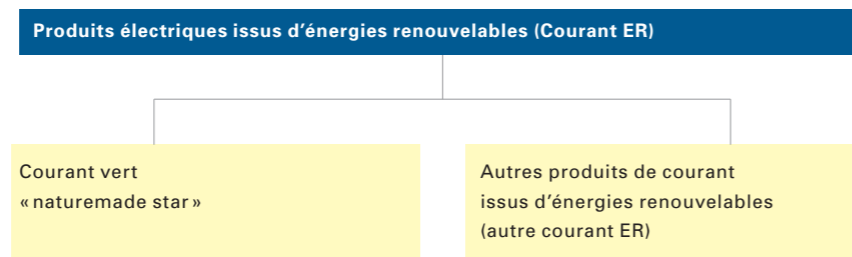 Produits électriques issus d’énergies renouvelables (Courant ER)
Courant vert
«naturemade star»
Autres produits de courant
issus d’énergies renouvelables
(autre courant ER)